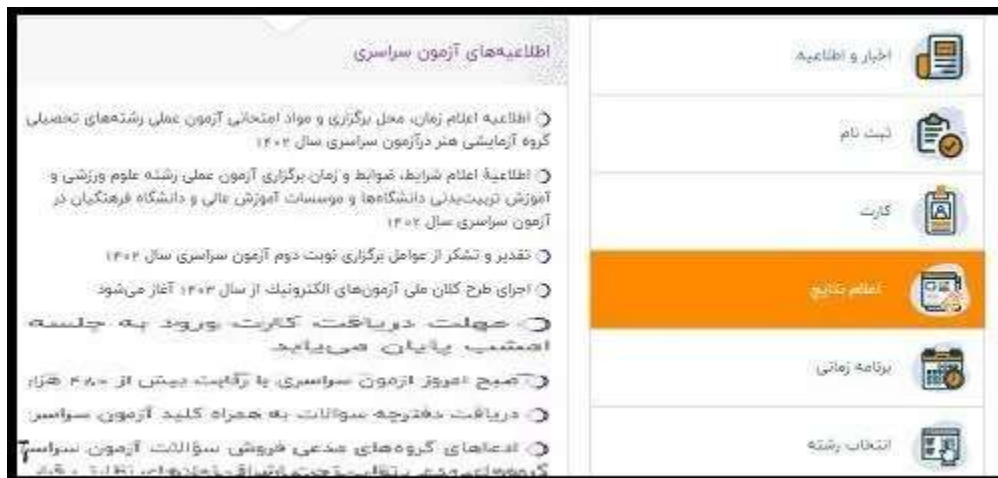 اخبار و اطلاعیه
ثبت نام
کارت
اعلام نتایج
برنامه زمانی
انتخاب رشته
اطلاعیه‌های آزمون سراسری
اطلاعیه اعلام زمان، محل برگزاری و مواد امتحانی آزمون عملی رشته‌های تحصیلی
گروه آزمایشی هنر درآزمون سراسری سال ۱۴۰۲
اطلاعیهٔ اعلام شرایط، ضوابط و زمان برگزاری آزمون عملی رشته علوم ورزشی و
آموزش تربیت‌بدنی دانشگاه‌ها و موسسات آموزش عالی و دانشگاه فرهنگیان در
آزمون سراسری سال ۱۴۰۲
تقدیر و تشکر از عوامل برگزاری نوبت دوم آزمون سراسری سال ۱۴۰۲
اجرای طرح کلان ملی آزمون‌های الکترونیك از سال ۱۴۰۳ آغاز می‌شود
مهلت دریافت کارت ورود به جلسه
امشب پایان می‌یابد
صبح امروز آزمون سراسری با رقابت بیش از ۴۸۰ هزار
دریافت دفترچه سوالات به همراه کلید آزمون سراسر
ادعاهای گروه‌های مدعی فروش سؤالات آزمون سراسر